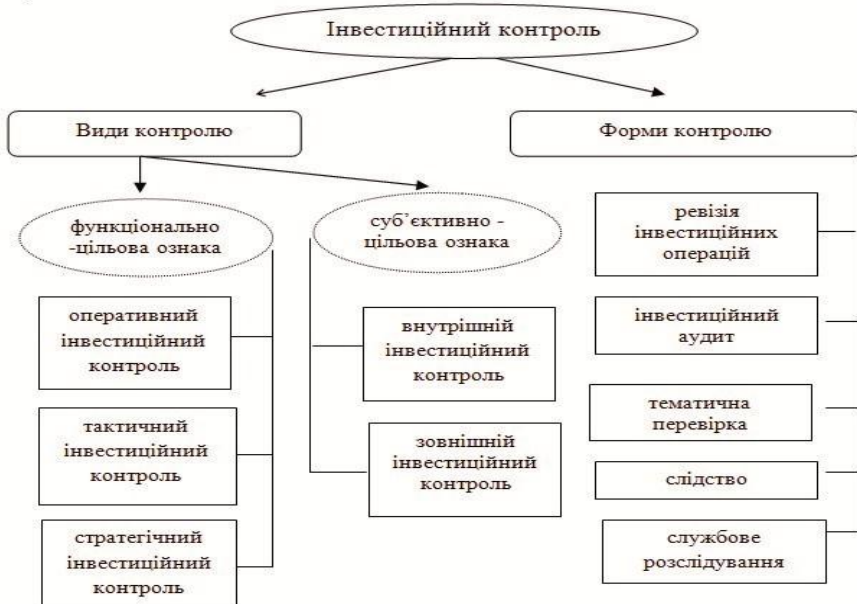 Інвестиційний контроль
Види контролю
Форми контролю
функціонально
-цільова ознака
суб’єктивно -
цільова ознака
оперативний
інвестиційний
контроль
тактичний
інвестиційний
контроль
стратегічний
інвестиційний
контроль
внутрішній
інвестиційний
контроль
зовнішній
інвестиційний
контроль
ревізія
інвестиційних
операцій
інвестиційний
аудит
тематична
перевірка
слідство
службове
розслідування